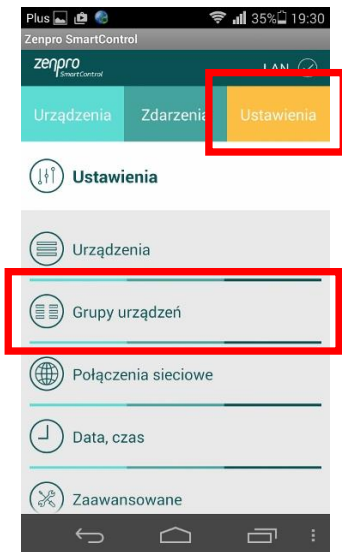 Plus 35% 19:30
Zenpro SmartControl
zenpro
SmartControl
LAN
Urządzenia Zdarzenia Ustawienia
Ustawienia
Urządzenia
Grupy urządzeń
Połączenia sieciowe
Data, czas
Zaawansowane